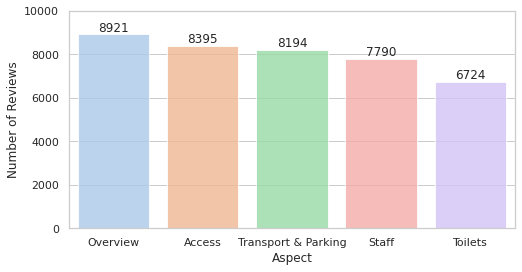 10000
8000
6000
4000
2000
0
Number of Reviews
8921
8395
8194
7790
6724
Overview
Access
Transport & Parking
Staff
Toilets
Aspect